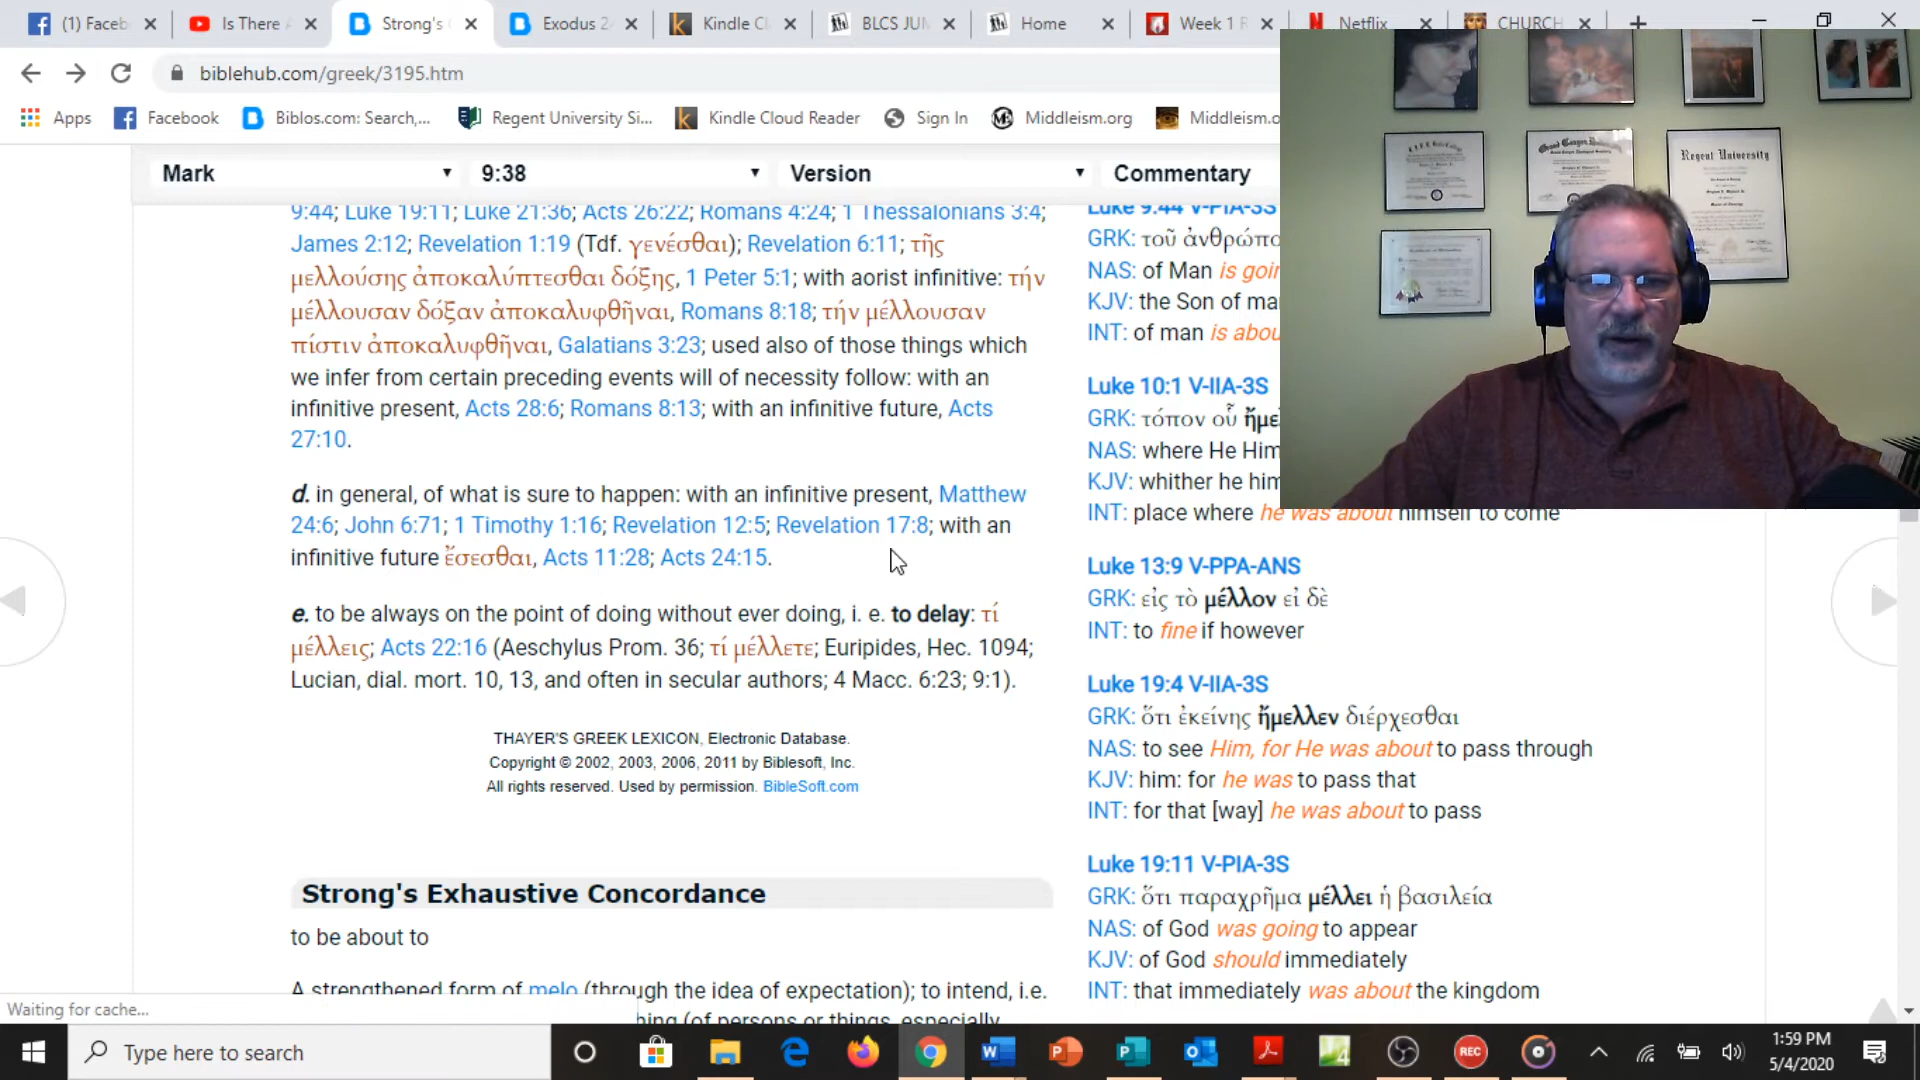 (1) Faceb
Is There
Strong's
Exodus 2
Kindle Cl
BLCS JUM
Home
Week 1 R
Netflix
CHURCH
biblehub.com/greek/3195.htm
Apps
Facebook
Biblos.com: Search,...
Regent University Si...
Kindle Cloud Reader
Sign In
Middleism.org
Middleism.o
Mark
9:38
Version
Commentary
9:44; Luke 19:11; Luke 21:36; Acts 26:22; Romans 4:24; 1 Thessalonians 3:4;
James 2:12; Revelation 1:19 (Tdf. γενέσθαι); Revelation 6:11; τῆς
μελλούσης ἀποκαλύπτεσθαι δόξης, 1 Peter 5:1; with aorist infinitive: τήν
μέλλουσαν δόξαν ἀποκαλυφθῆναι, Romans 8:18; τήν μέλλουσαν
πίστιν ἀποκαλυφθῆναι, Galatians 3:23; used also of those things which
we infer from certain preceding events will of necessity follow: with an
infinitive present, Acts 28:6; Romans 8:13; with an infinitive future, Acts
27:10.
d. in general, of what is sure to happen: with an infinitive present, Matthew
24:6; John 6:71; 1 Timothy 1:16; Revelation 12:5; Revelation 17:8; with an
infinitive future ἔσεσθαι, Acts 11:28; Acts 24:15.
e. to be always on the point of doing without ever doing, i. e. to delay: τί
μέλλεις; Acts 22:16 (Aeschylus Prom. 36; τί μέλλετε; Euripides, Hec. 1094;
Lucian, dial. mort. 10, 13, and often in secular authors; 4 Macc. 6:23; 9:1).
THAYER'S GREEK LEXICON, Electronic Database.
Copyright © 2002, 2003, 2006, 2011 by Biblesoft, Inc.
All rights reserved. Used by permission. BibleSoft.com
Strong's Exhaustive Concordance
to be about to
A strengthened form of melo (through the idea of expectation); to intend, i.e.
hing (of persons or things, especially
Luke 9:44 V-PIA-3S
GRK: τοῦ ἀνθρώπο
NAS: of Man is goin
KJV: the Son of ma
INT: of man is abou
Luke 10:1 V-IIA-3S
GRK: τόπον οὗ ἤμε
NAS: where He Him
KJV: whither he him
INT: place where he was about himself to come
Luke 13:9 V-PPA-ANS
GRK: εἰς τὸ μέλλον εἰ δὲ
INT: to fine if however
Luke 19:4 V-IIA-3S
GRK: ὅτι ἐκείνης ἤμελλεν διέρχεσθαι
NAS: to see Him, for He was about to pass through
KJV: him: for he was to pass that
INT: for that [way] he was about to pass
Luke 19:11 V-PIA-3S
GRK: ὅτι παραχρῆμα μέλλει ἡ βασιλεία
NAS: of God was going to appear
KJV: of God should immediately
INT: that immediately was about the kingdom
Regent University
Waiting for cache...
Type here to search
REC
1:59 PM
5/4/2020